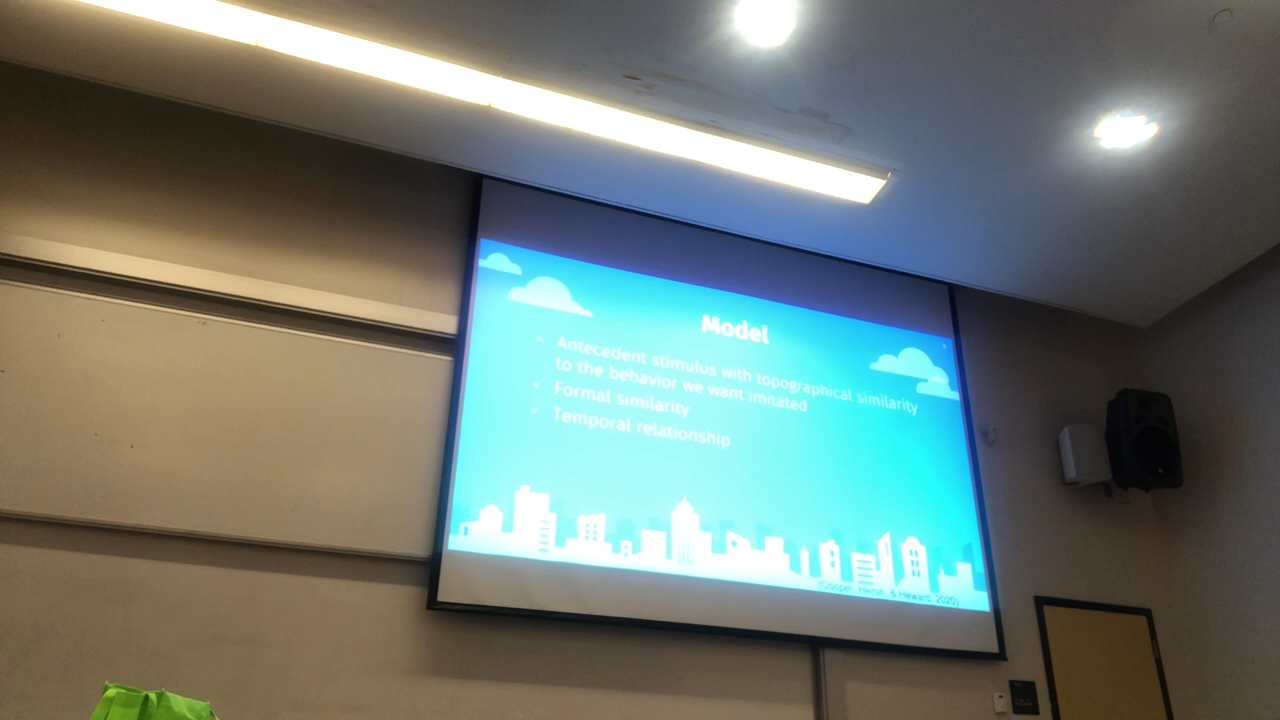 Model
• Antecedent stimulus with topographical similarity
to the behavior we want imitated
• Formal similarity
• Temporal relationship
(Cooper, Heron, & Heward, 2020)